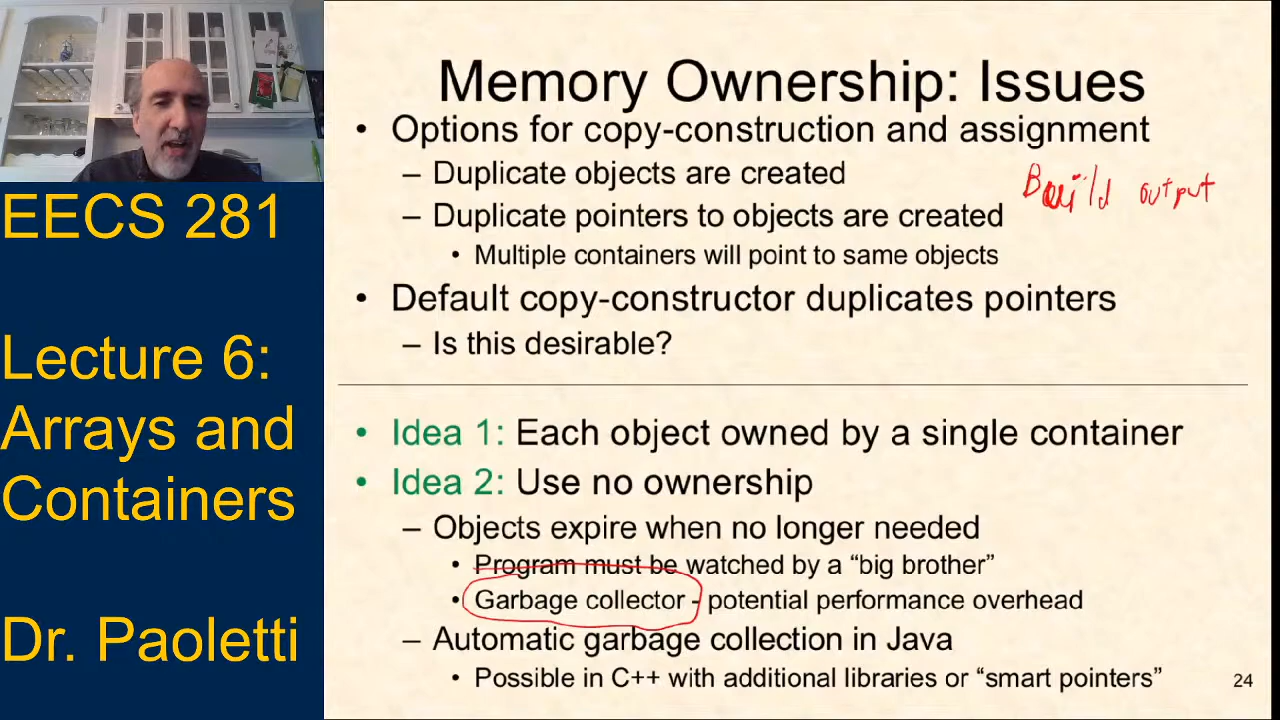 EECS 281
Lecture 6:
Arrays and
Containers
Dr. Paoletti
Memory Ownership: Issues
• Options for copy-construction and assignment
– Duplicate objects are created
Build output
– Duplicate pointers to objects are created
• Multiple containers will point to same objects
• Default copy-constructor duplicates pointers
– Is this desirable?
• Idea 1: Each object owned by a single container
• Idea 2: Use no ownership
– Objects expire when no longer needed
• Program must be watched by a “big brother”
• Garbage collector - potential performance overhead
– Automatic garbage collection in Java
• Possible in C++ with additional libraries or “smart pointers”
24